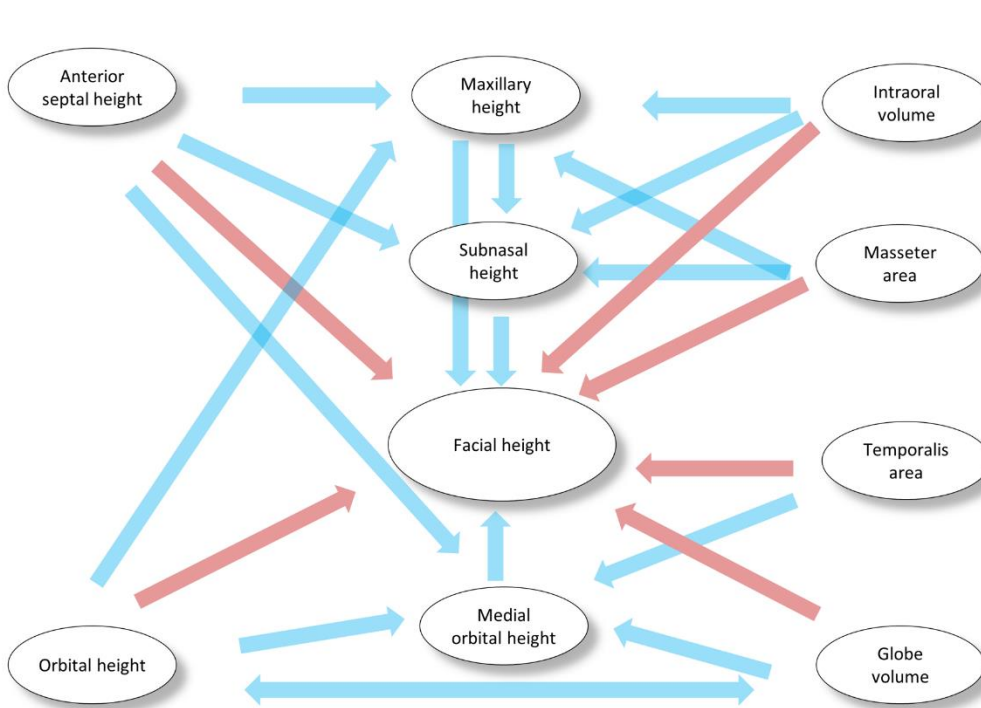 Anterior
septal height
Maxillary
height
Intraoral
volume
Subnasal
height
Masseter
area
Facial height
Temporalis
area
Medial
orbital height
Orbital height
Globe
volume